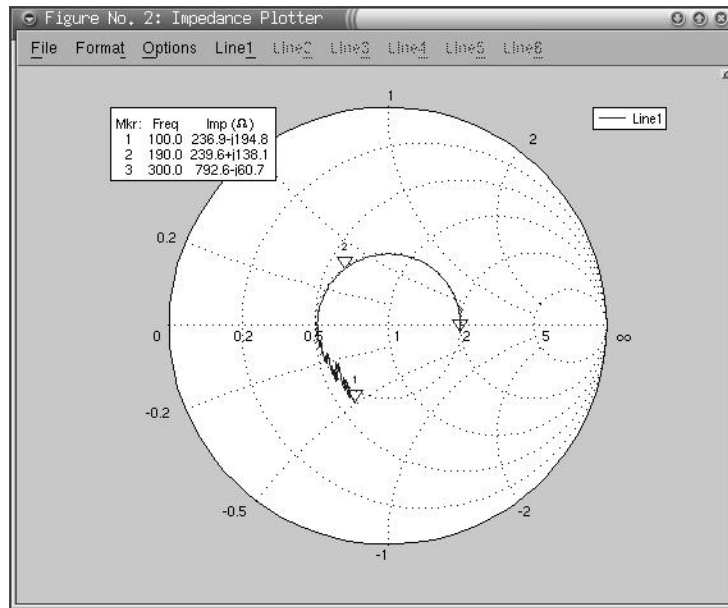 Figure No. 2: Impedance Plotter
File Format Options Line1 Line2 Line3 Line4 Line5 Line6
Mkr: Freq Imp (Ω)
1 100.0 236.9-j194.8
2 190.0 239.6+j138.1
3 300.0 792.6-j60.7
Line1
1
2
0.2
2
0 0.2 0.5 1 2 5 ∞
1
-0.2
-0.5
-2
-1